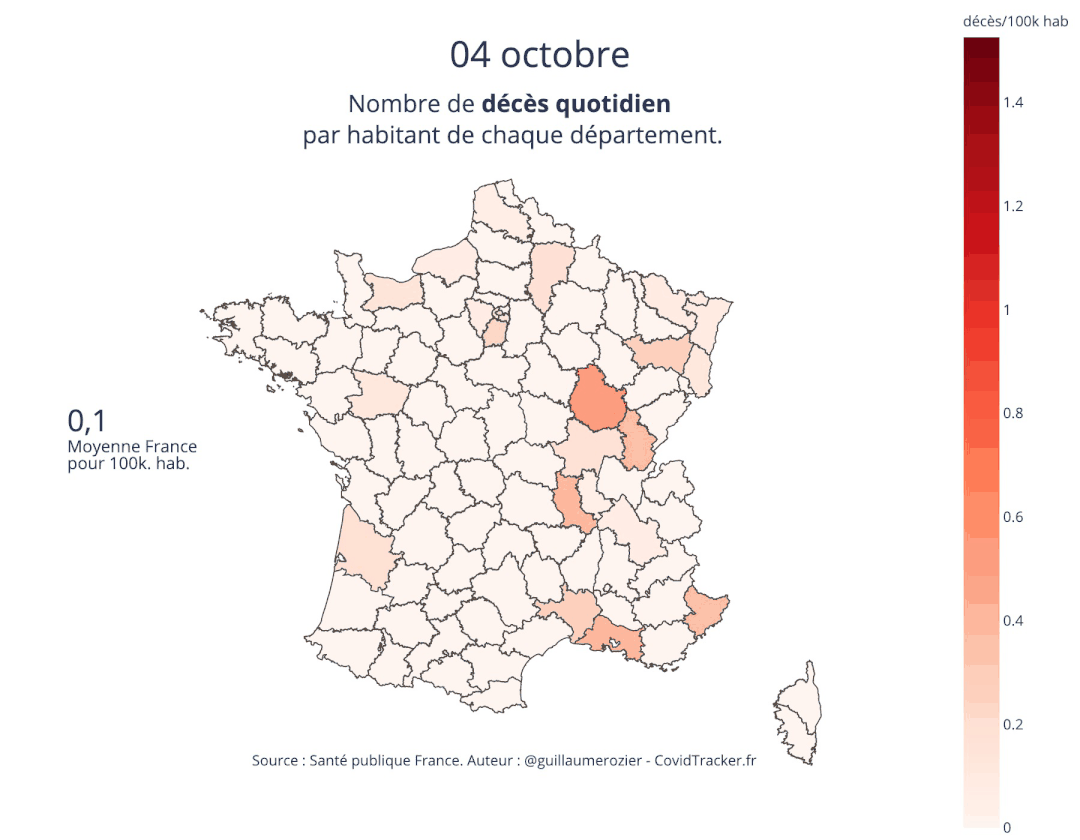 décès/100k hab
04 octobre
Nombre de décès quotidien
par habitant de chaque département.
1.4
1.2
1
0.8
0.6
0.4
0.2
0
0,1
Moyenne France
pour 100k. hab.
Source : Santé publique France. Auteur : @guillaumerozier - CovidTracker.fr